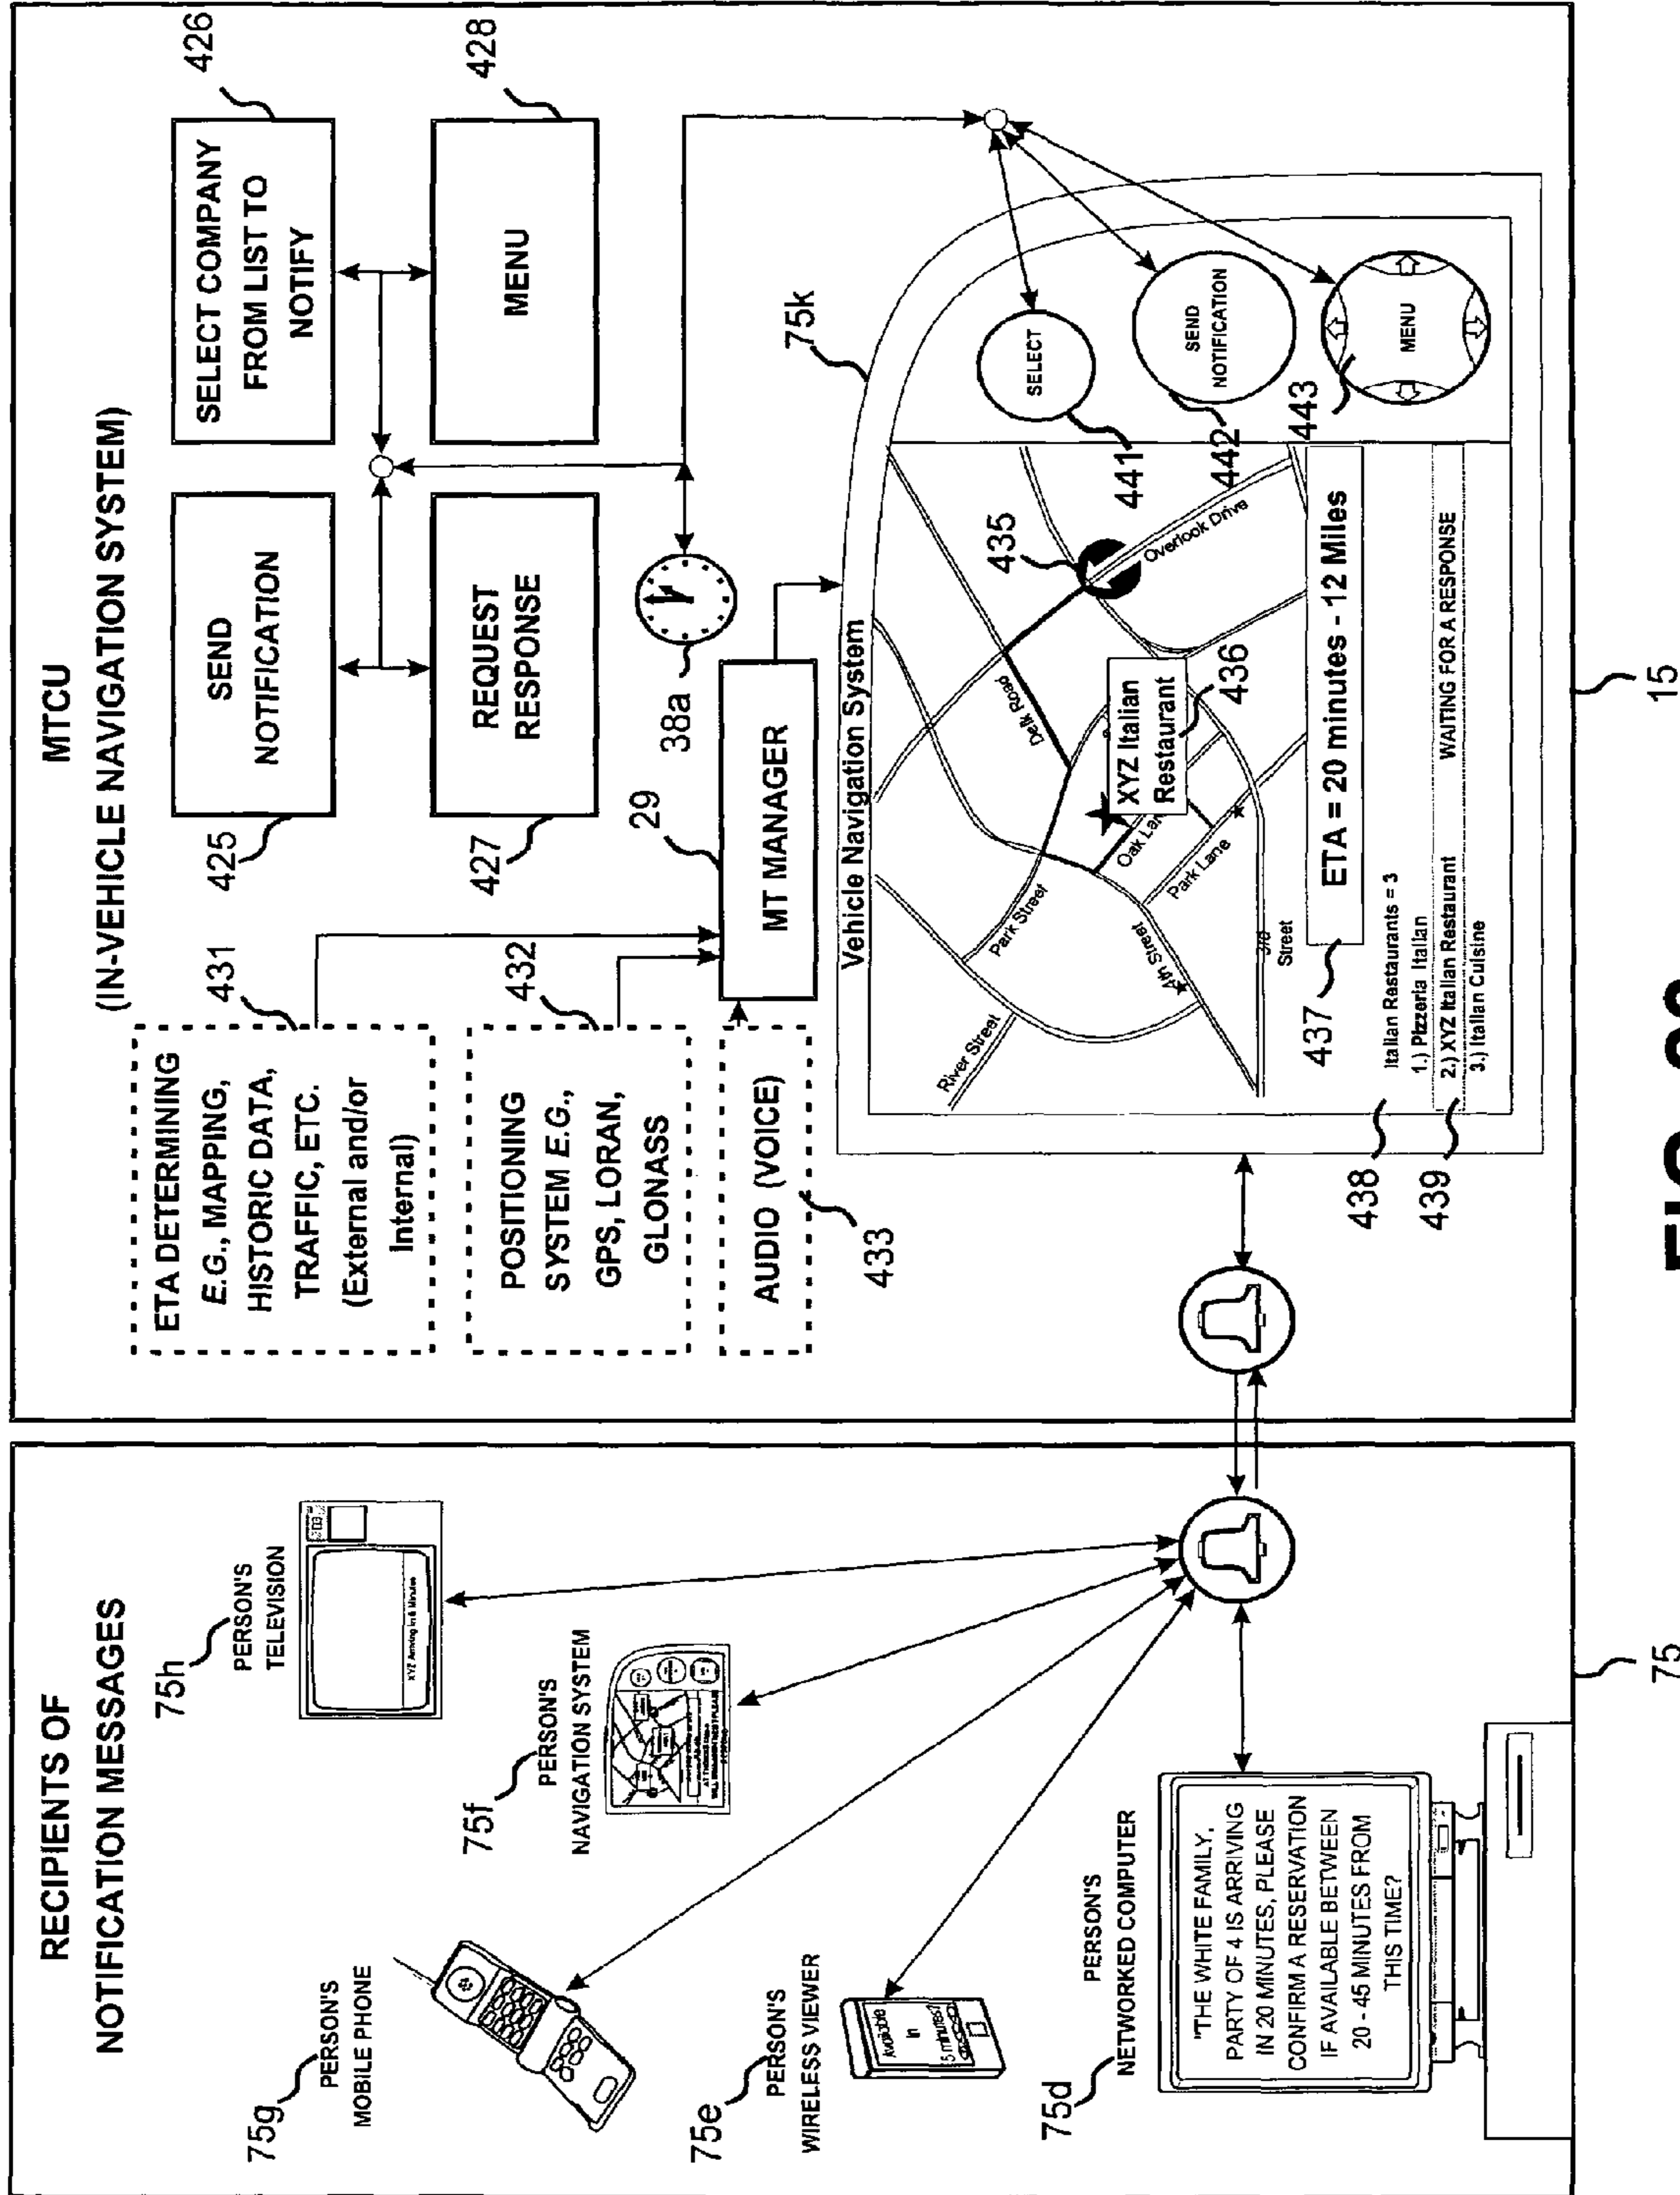 RECIPIENTS OF
NOTIFICATION MESSAGES
75g
PERSON'S
MOBILE PHONE
75h
PERSON'S
TELEVISION
75f
PERSON'S
NAVIGATION SYSTEM
75e
PERSON'S
WIRELESS VIEWER
Available
in
5 minutes?
75d
PERSON'S
NETWORKED COMPUTER
"THE WHITE FAMILY,
PARTY OF 4 IS ARRIVING
IN 20 MINUTES, PLEASE
CONFIRM A RESERVATION
IF AVAILABLE BETWEEN
20 - 45 MINUTES FROM
THIS TIME?
75
MTCU
(IN-VEHICLE NAVIGATION SYSTEM)
ETA DETERMINING
E.G., MAPPING,
HISTORIC DATA,
TRAFFIC, ETC.
(External and/or
Internal)
431
POSITIONING
SYSTEM E.G.,
GPS, LORAN,
GLONASS
432
AUDIO (VOICE)
433
SEND
NOTIFICATION
425
SELECT COMPANY
FROM LIST TO
NOTIFY
426
REQUEST
RESPONSE
427
MENU
428
38a
29
MT MANAGER
75k
Vehicle Navigation System
River Street
Park Street
Delk Road
435
Overlook Drive
XYZ Italian
Restaurant
436
Oak Lan
Park Lane
4th Street
3rd
Street
437
ETA = 20 minutes - 12 Miles
438
Italian Restaurants = 3
1.) Pizzeria Italian
439
2.) XYZ Italian Restaurant WAITING FOR A RESPONSE
3.) Italian Cuisine
SELECT
441
SEND
NOTIFICATION
442
MENU
443
15